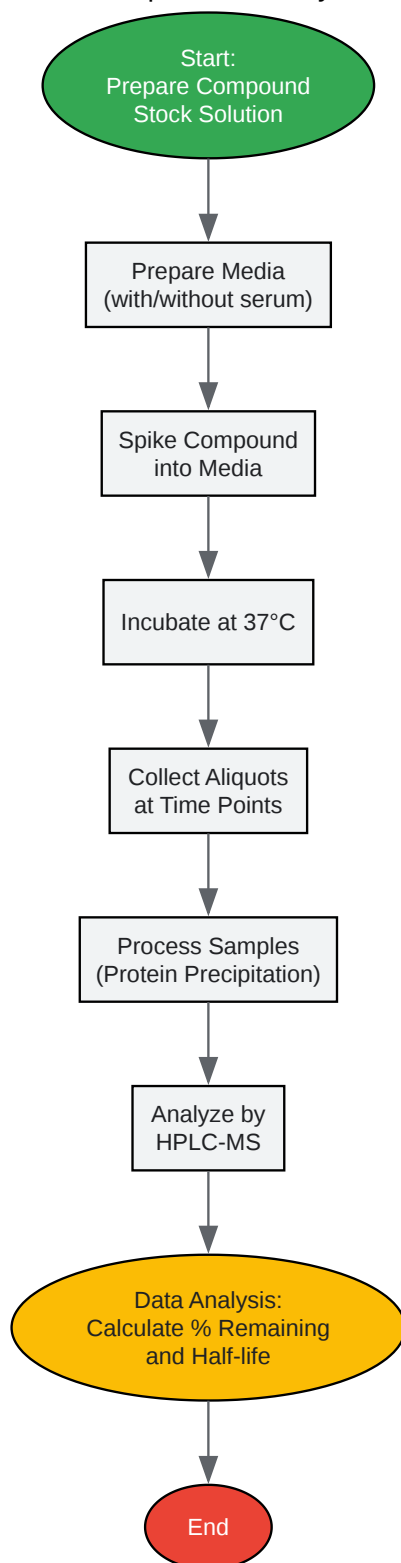 Start:
Prepare Compound
Stock Solution
Prepare Media
(with/without serum)
Spike Compound
into Media
Incubate at 37°C
Collect Aliquots
at Time Points
Process Samples
(Protein Precipitation)
Analyze by
HPLC-MS
Data Analysis:
Calculate % Remaining
and Half-life
End